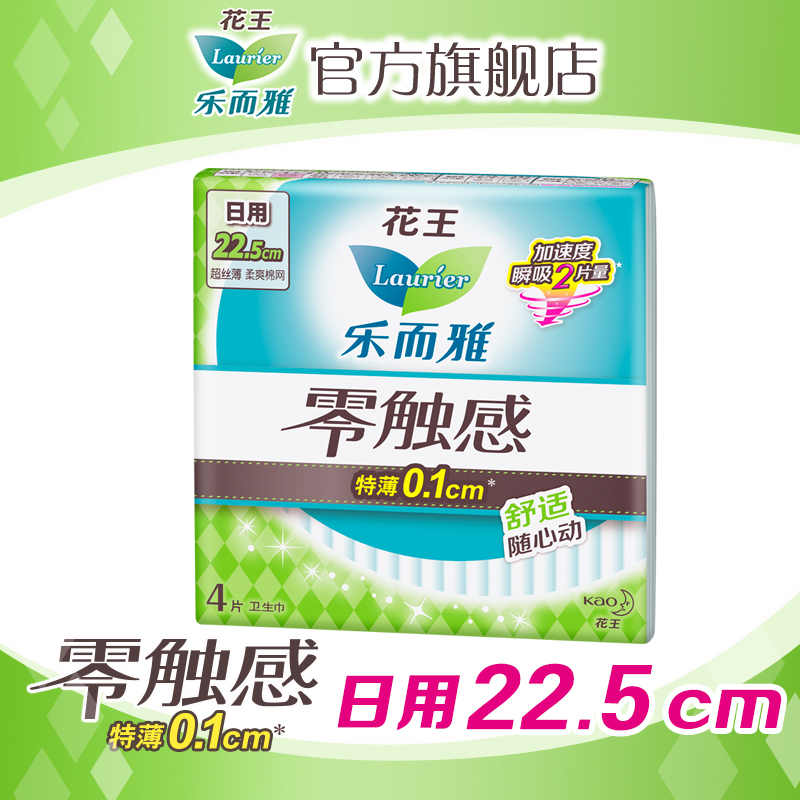 花王
Laurier
乐而雅
官方旗舰店
日用
22.5cm
超丝薄 柔爽棉网
花王
Laurier
乐而雅
加速度
瞬吸2片量*
零触感
特薄0.1cm*
舒适
随心动
4片 卫生巾
Kao
花王
零触感
特薄0.1cm*
日用22.5cm